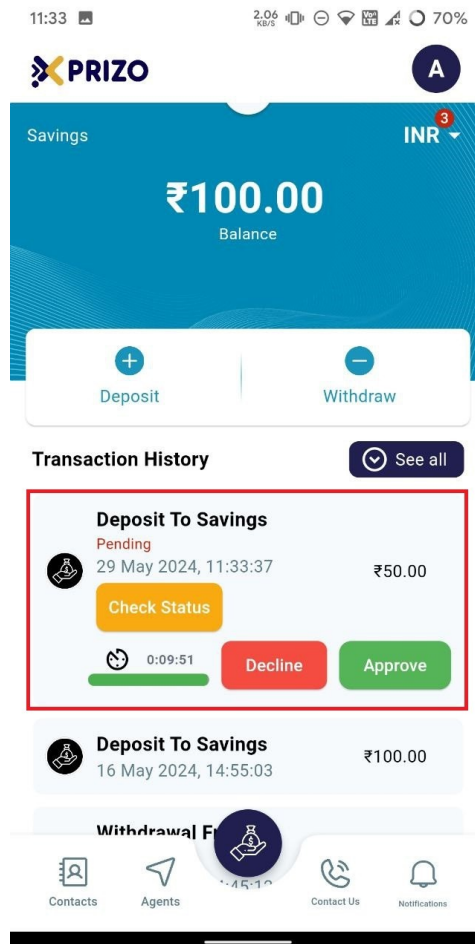 11:33
2.06 KB/S
Vo LTE
70%
PRIZO
A
Savings
3
INR
₹100.00
Balance
Deposit
Withdraw
Transaction History
See all
Deposit To Savings
Pending
29 May 2024, 11:33:37
₹50.00
Check Status
0:09:51
Decline
Approve
Deposit To Savings
16 May 2024, 14:55:03
₹100.00
Withdrawal
Contacts
Agents
Contact Us
Notifications